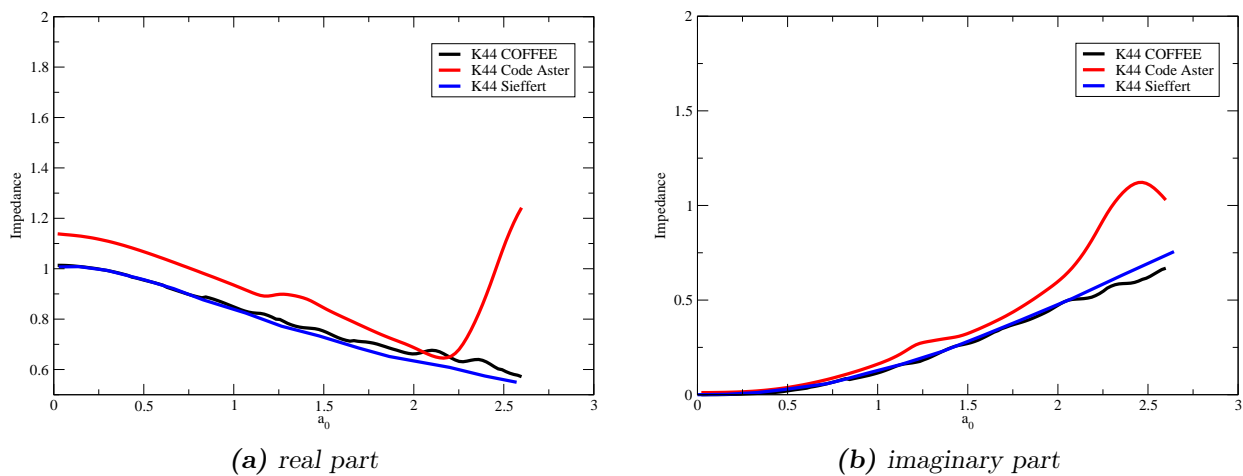 2
1.8
1.6
1.4
1.2
1
0.8
0.6
Impedance
0
0.5
1
1.5
2
2.5
3
a0
K44 COFFEE
K44 Code Aster
K44 Sieffert
(a) real part
2
1.5
1
0.5
0
Impedance
0
0.5
1
1.5
2
2.5
3
a0
K44 COFFEE
K44 Code Aster
K44 Sieffert
(b) imaginary part